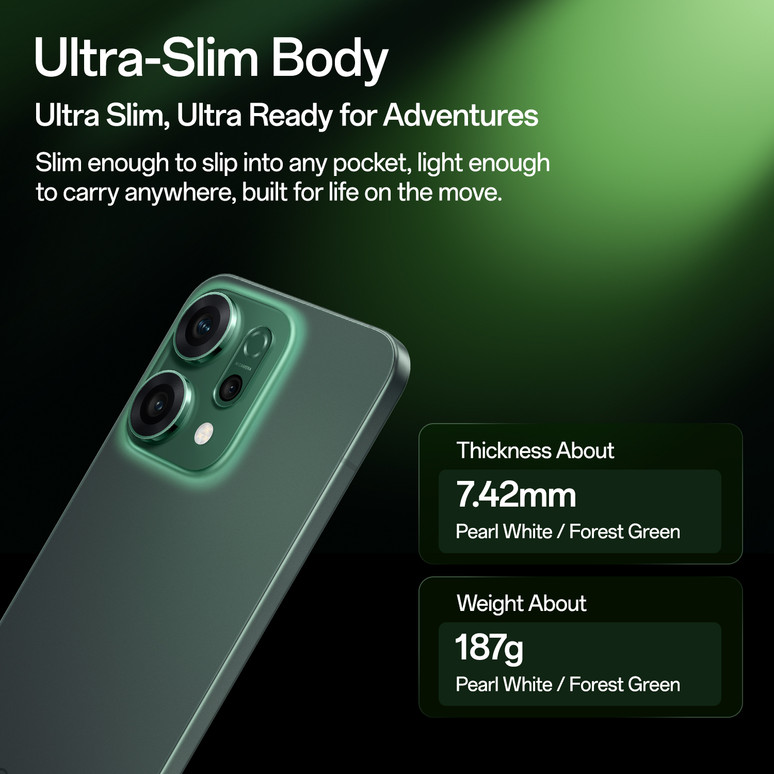 Ultra-Slim Body
Ultra Slim, Ultra Ready for Adventures
Slim enough to slip into any pocket, light enough
to carry anywhere, built for life on the move.
Thickness About
7.42mm
Pearl White / Forest Green
Weight About
187g
Pearl White / Forest Green